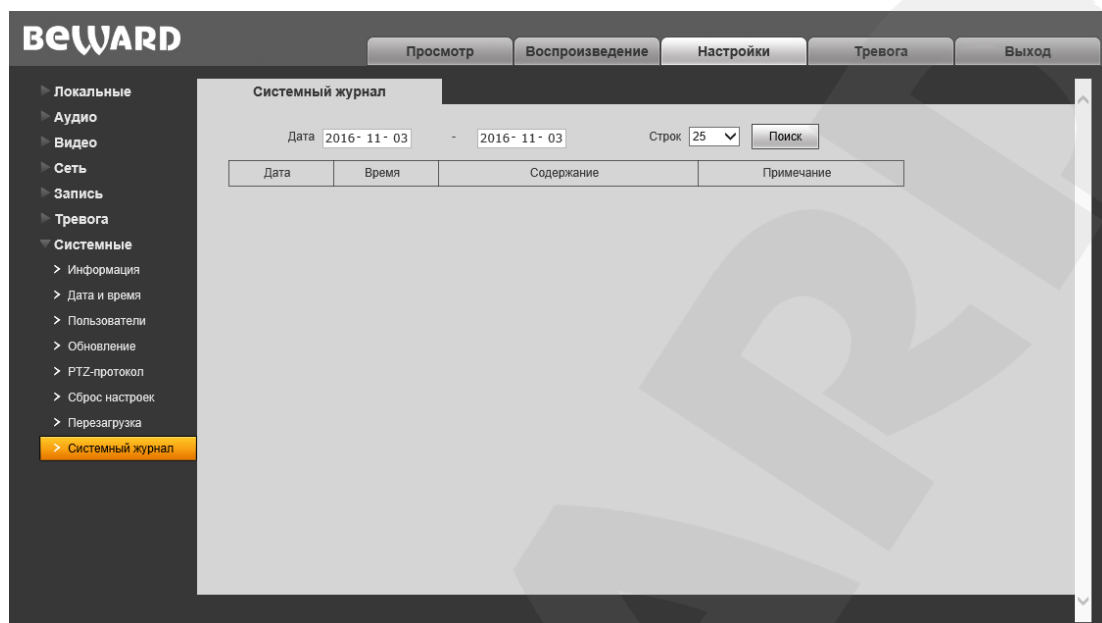 BEWARD
Просмотр Воспроизведение Настройки Тревога Выход
Локальные
Аудио
Видео
Сеть
Запись
Тревога
Системные
Информация
Дата и время
Пользователи
Обновление
PTZ-протокол
Сброс настроек
Перезагрузка
Системный журнал
Системный журнал
Дата 2016- 11- 03 - 2016- 11- 03 Строк 25 Поиск
Дата Время Содержание Примечание